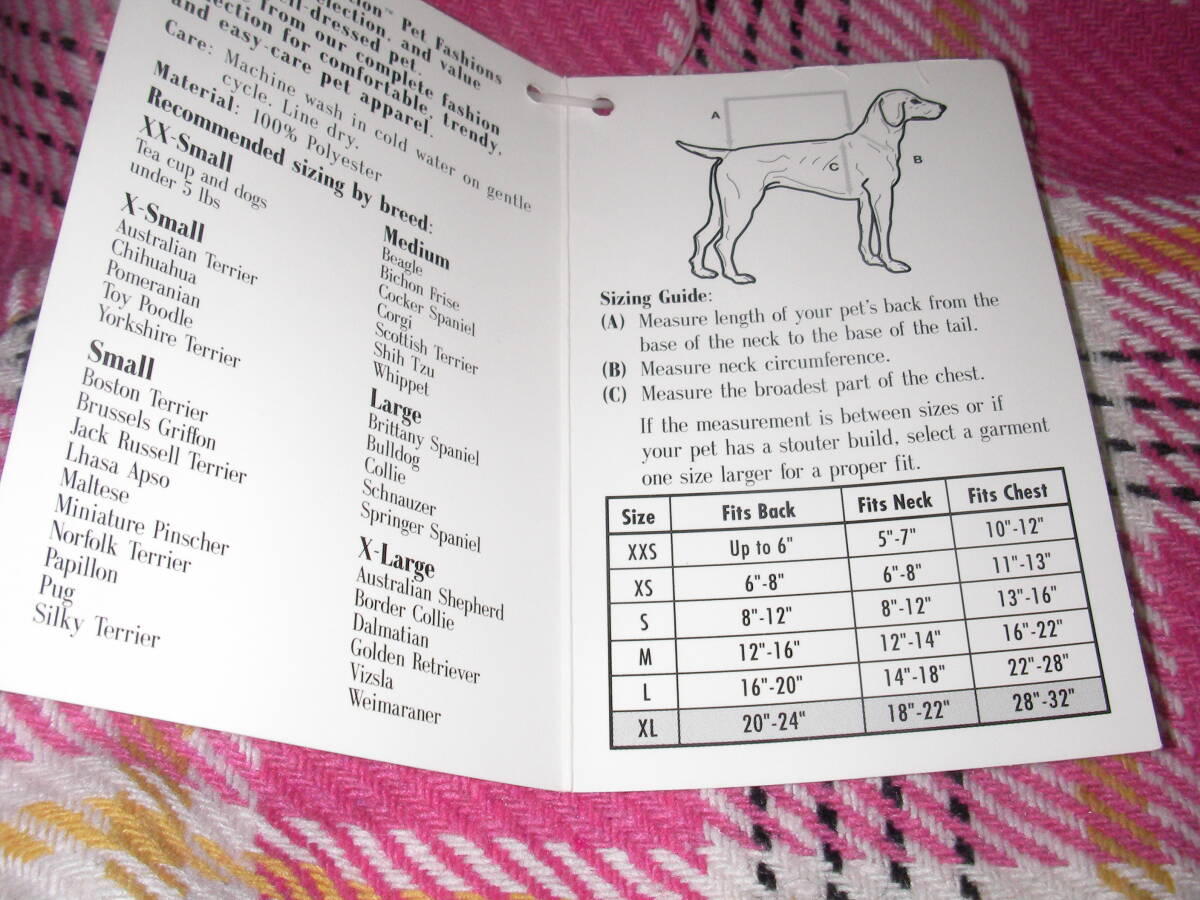 Pet Fashions
election, and value
ell-dressed pet.
from our complete fashion
ection for comfortable, trendy,
and easy-care pet apparel.
Care: Machine wash in cold water on gentle
cycle. Line dry.
Material: 100% Polyester
Recommended sizing by breed:
XX-Small
Tea cup and dogs
under 5 lbs
X-Small
Australian Terrier
Chihuahua
Pomeranian
Toy Poodle
Yorkshire Terrier
Small
Boston Terrier
Brussels Griffon
Jack Russell Terrier
Lhasa Apso
Maltese
Miniature Pinscher
Norfolk Terrier
Papillon
Pug
Silky Terrier
Medium
Beagle
Bichon Frise
Cocker Spaniel
Corgi
Scottish Terrier
Shih Tzu
Whippet
Large
Brittany Spaniel
Bulldog
Collie
Schnauzer
Springer Spaniel
X-Large
Australian Shepherd
Border Collie
Dalmatian
Golden Retriever
Vizsla
Weimaraner
A
B
C
Sizing Guide:
(A) Measure length of your pet's back from the
base of the neck to the base of the tail.
(B) Measure neck circumference.
(C) Measure the broadest part of the chest.
If the measurement is between sizes or if
your pet has a stouter build, select a garment
one size larger for a proper fit.
Size Fits Back Fits Neck Fits Chest
XXS Up to 6" 5"-7" 10"-12"
XS 6"-8" 6"-8" 11"-13"
S 8"-12" 8"-12" 13"-16"
M 12"-16" 12"-14" 16"-22"
L 16"-20" 14"-18" 22"-28"
XL 20"-24" 18"-22" 28"-32"